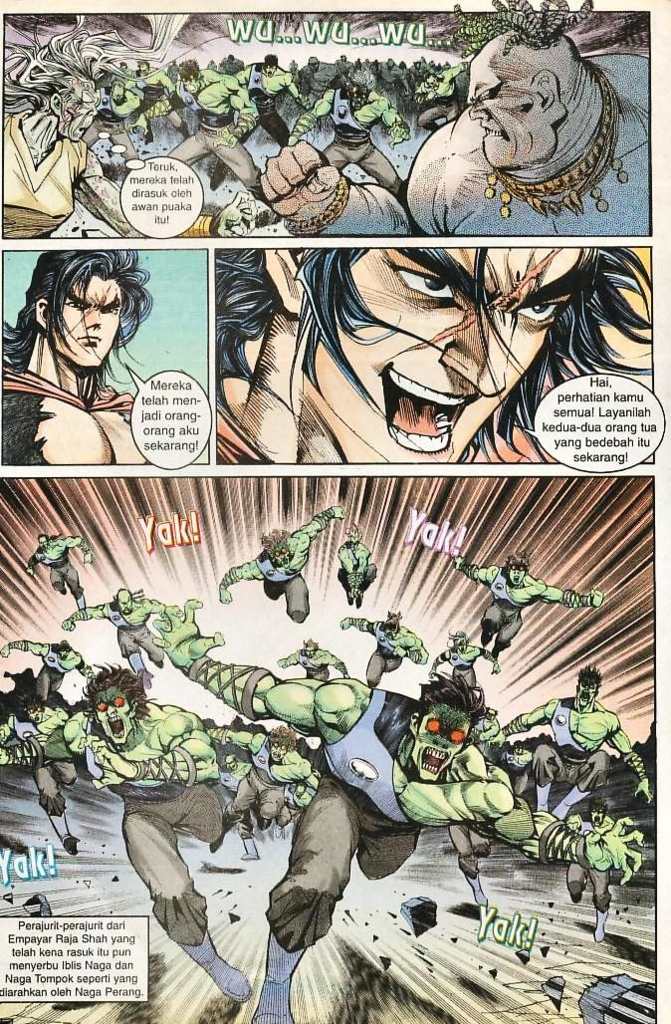 WU...WU...WU...
Teruk,
mereka telah
dirasuk oleh
awan puaka
itu!
Mereka
telah men-
jadi orang-
orang aku
sekarang!
Hai,
perhatian kamu
semua! Layanilah
kedua-dua orang tua
yang bedebah itu
sekarang!
Yak!
Yak!
Yak!
Yak!
Perajurit-perajurit dari
Empayar Raja Shah yang
telah kena rasuk itu pun
menyerbu Iblis Naga dan
Naga Tompok seperti yang
diarahkan oleh Naga Perang.